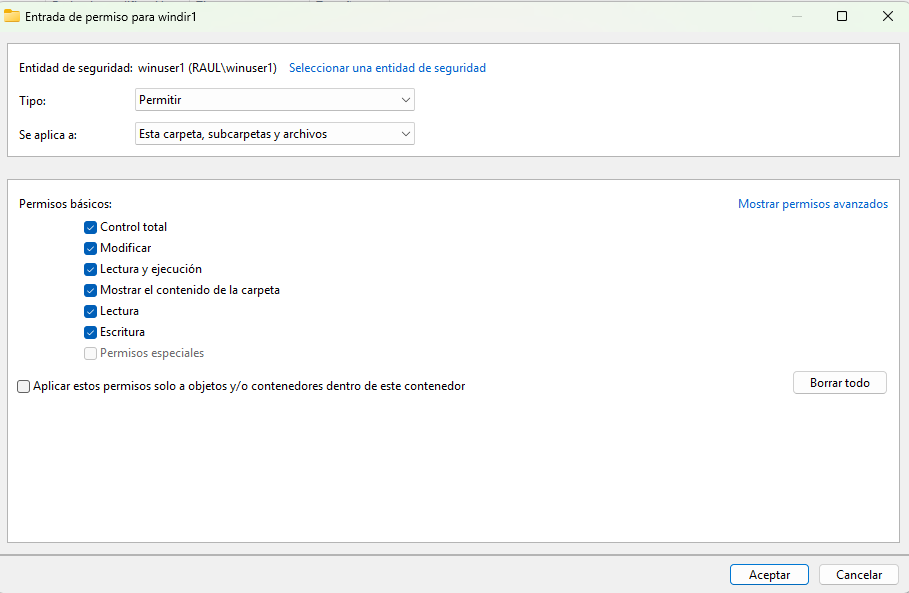 Entrada de permiso para windir1
Entidad de seguridad: winuser1 (RAUL\winuser1) Seleccionar una entidad de seguridad
Tipo: Permitir
Se aplica a: Esta carpeta, subcarpetas y archivos
Permisos básicos: Mostrar permisos avanzados
Control total
Modificar
Lectura y ejecución
Mostrar el contenido de la carpeta
Lectura
Escritura
Permisos especiales
Aplicar estos permisos solo a objetos y/o contenedores dentro de este contenedor Borrar todo
Aceptar Cancelar